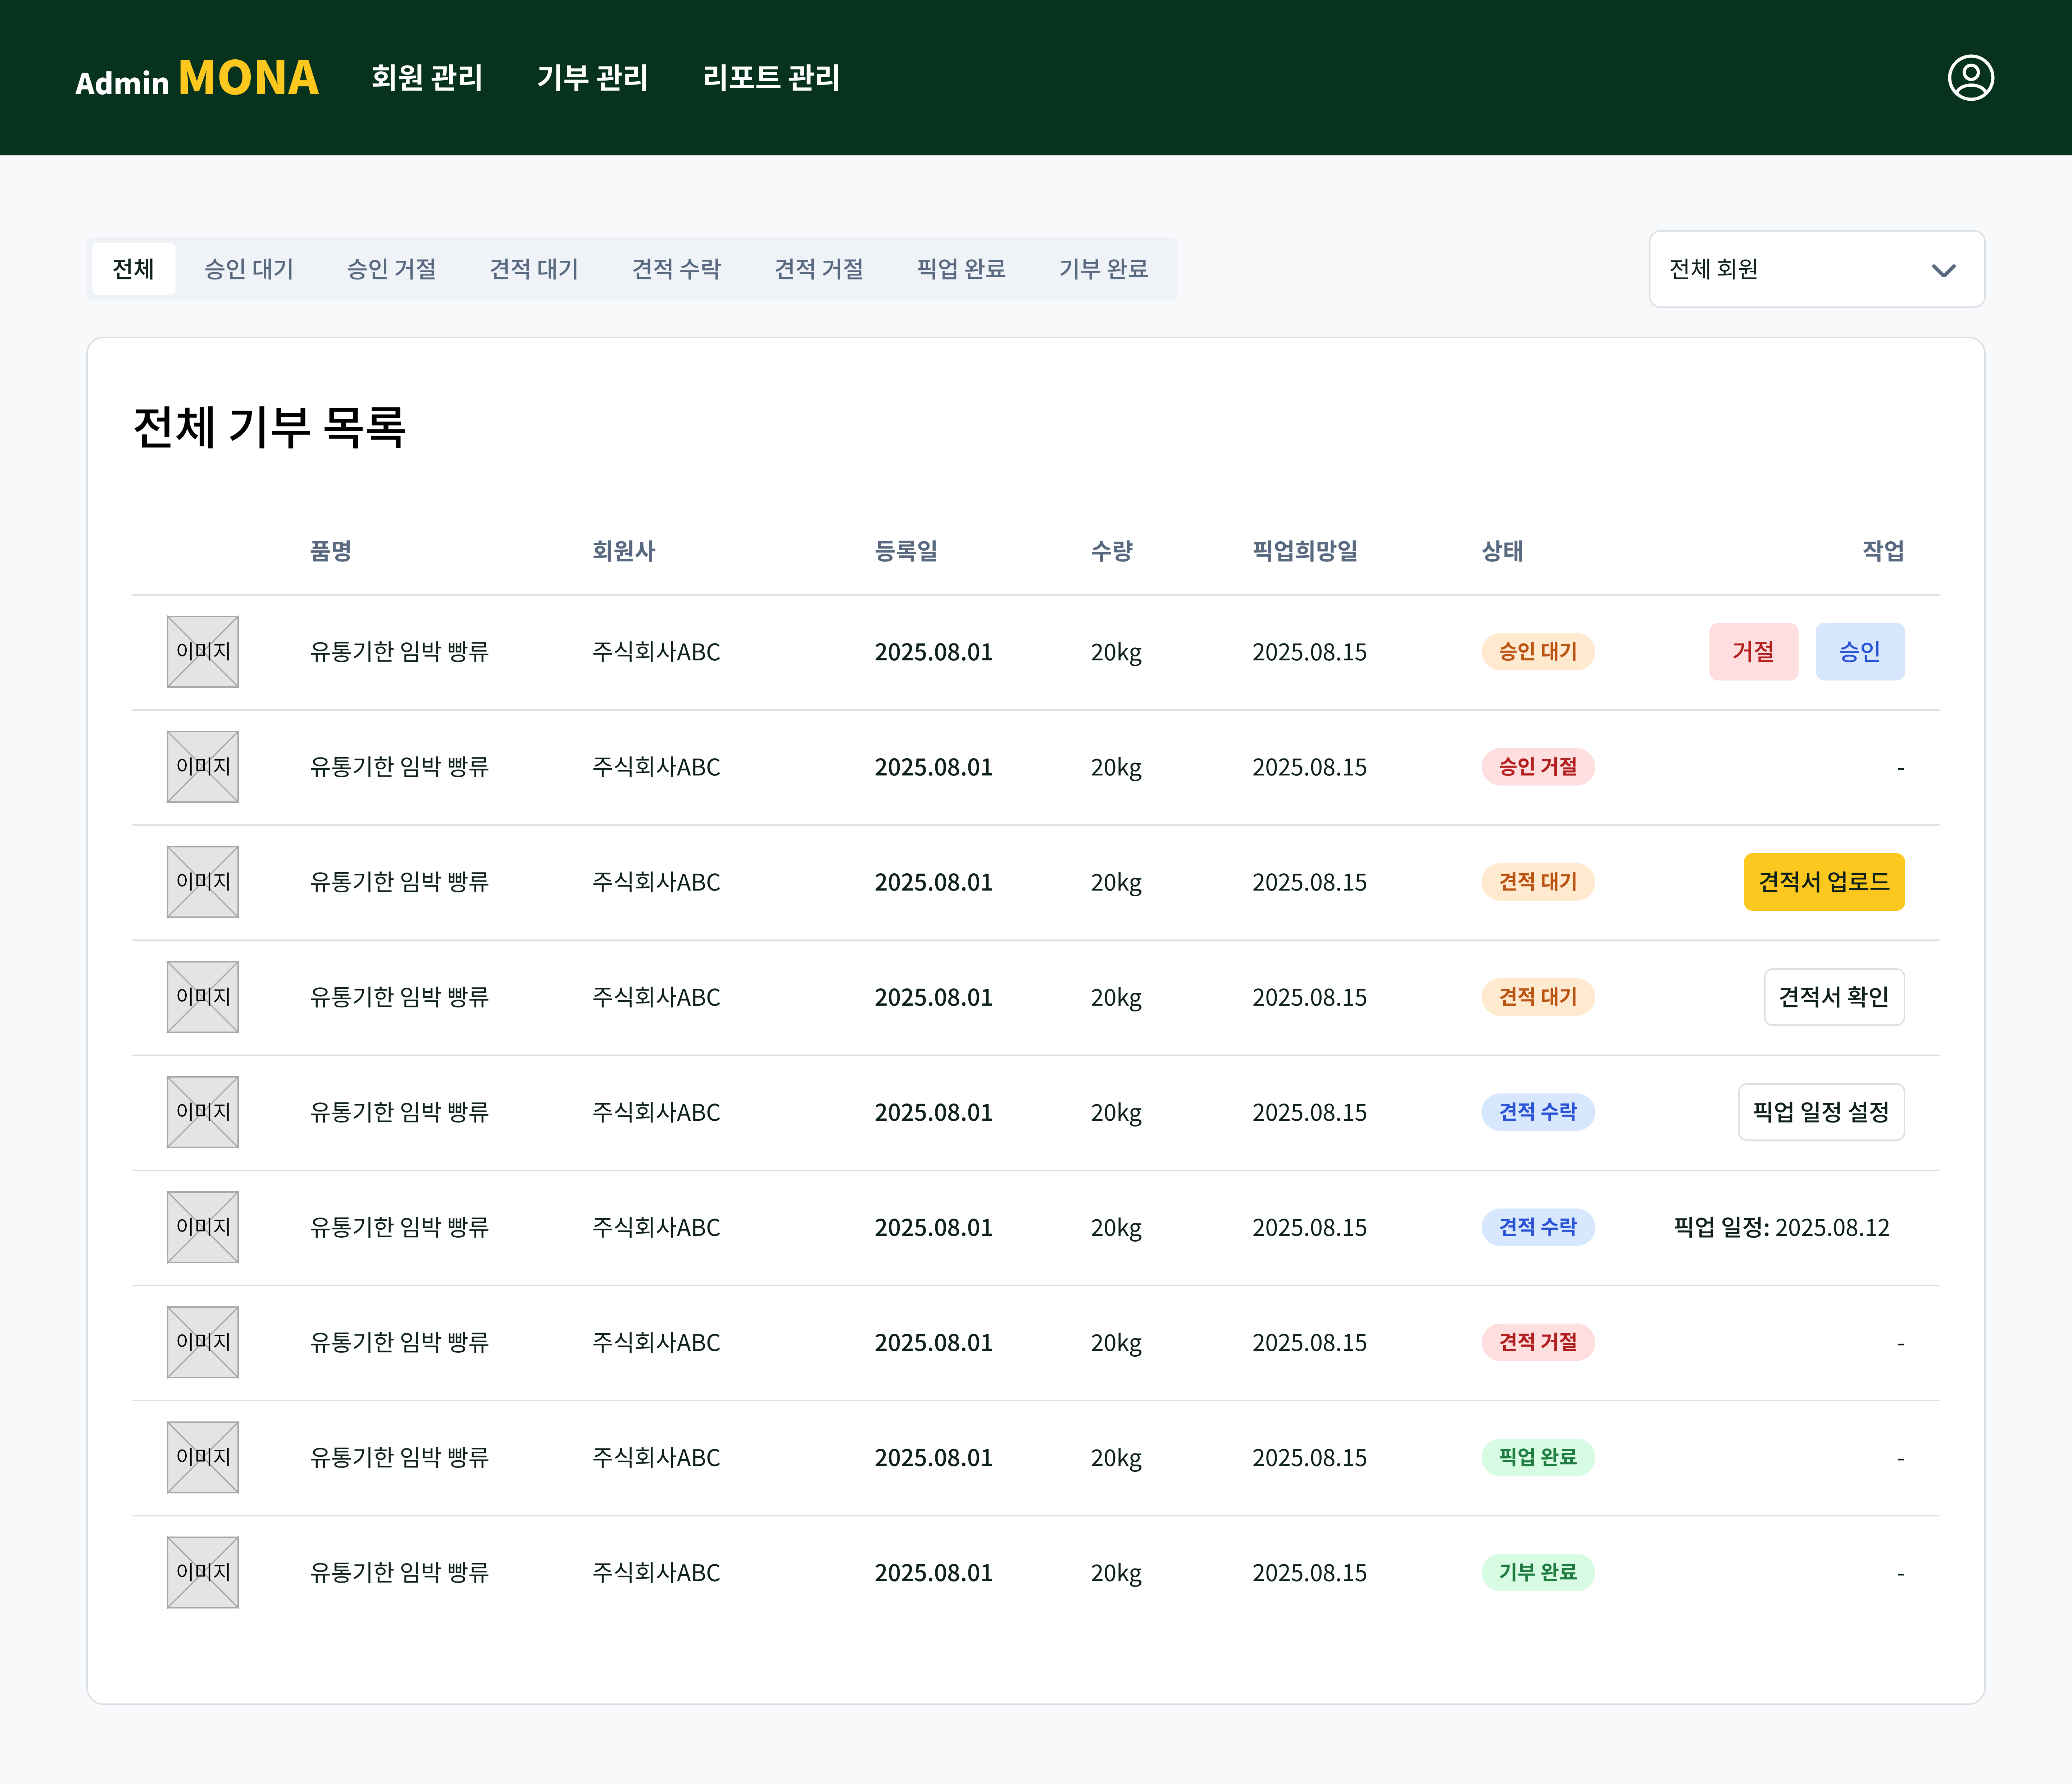 Admin MONA 회원 관리 기부 관리 리포트 관리
전체 승인 대기 승인 거절 견적 대기 견적 수락 견적 거절 픽업 완료 기부 완료 전체 회원
전체 기부 목록
품명 회원사 등록일 수량 픽업희망일 상태 작업
이미지 유통기한 임박 빵류 주식회사ABC 2025.08.01 20kg 2025.08.15 승인 대기 거절 승인
이미지 유통기한 임박 빵류 주식회사ABC 2025.08.01 20kg 2025.08.15 승인 거절 -
이미지 유통기한 임박 빵류 주식회사ABC 2025.08.01 20kg 2025.08.15 견적 대기 견적서 업로드
이미지 유통기한 임박 빵류 주식회사ABC 2025.08.01 20kg 2025.08.15 견적 대기 견적서 확인
이미지 유통기한 임박 빵류 주식회사ABC 2025.08.01 20kg 2025.08.15 견적 수락 픽업 일정 설정
이미지 유통기한 임박 빵류 주식회사ABC 2025.08.01 20kg 2025.08.15 견적 수락 픽업 일정: 2025.08.12
이미지 유통기한 임박 빵류 주식회사ABC 2025.08.01 20kg 2025.08.15 견적 거절 -
이미지 유통기한 임박 빵류 주식회사ABC 2025.08.01 20kg 2025.08.15 픽업 완료 -
이미지 유통기한 임박 빵류 주식회사ABC 2025.08.01 20kg 2025.08.15 기부 완료 -